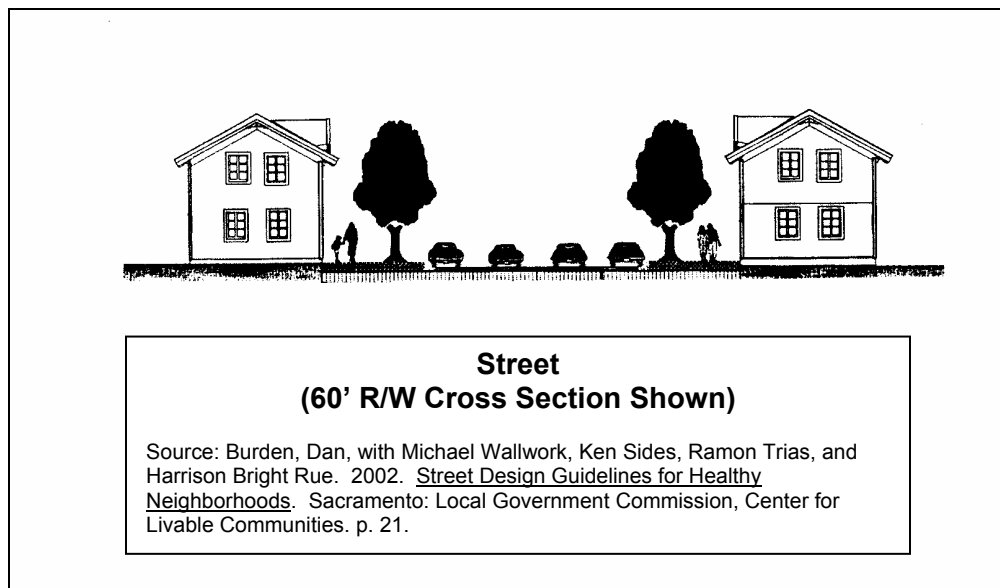 Street
(60’ R/W Cross Section Shown)
Source: Burden, Dan, with Michael Wallwork, Ken Sides, Ramon Trias, and
Harrison Bright Rue.  2002.  Street Design Guidelines for Healthy
Neighborhoods.  Sacramento: Local Government Commission, Center for
Livable Communities. p. 21.